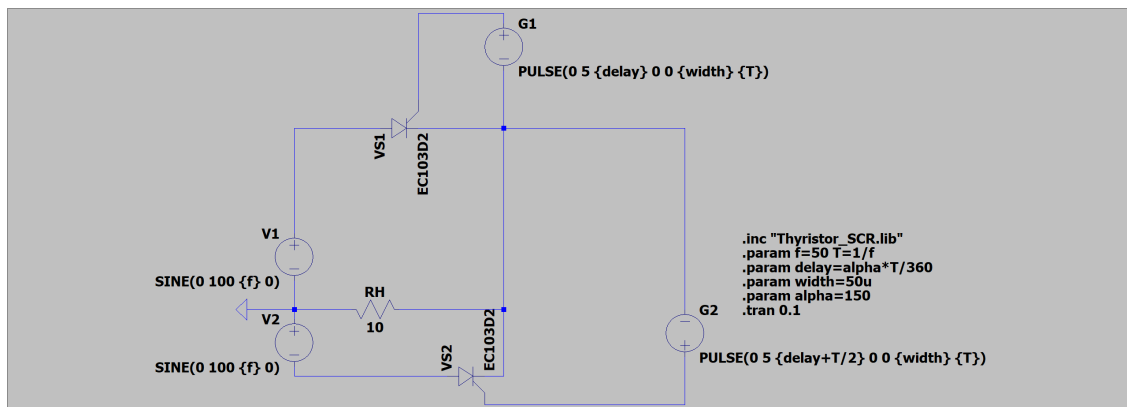 G1
PULSE(0 5 {delay} 0 0 {width} {T})
VS1
EC103D2
V1
SINE(0 100 {f} 0)
RH
10
V2
SINE(0 100 {f} 0)
VS2
EC103D2
G2
PULSE(0 5 {delay+T/2} 0 0 {width} {T})
.inc "Thyristor_SCR.lib"
.param f=50 T=1/f
.param delay=alpha*T/360
.param width=50u
.param alpha=150
.tran 0.1